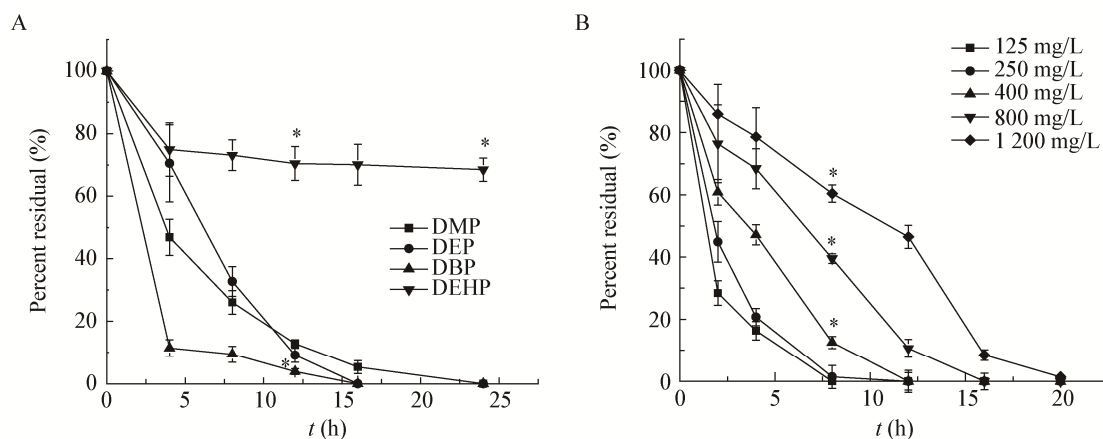 A
Percent residual (%)
100
80
60
40
20
0
0 5 10 15 20 25
t (h)
* * *
DMP
DEP
DBP
DEHP
B
Percent residual (%)
100
80
60
40
20
0
0 5 10 15 20
t (h)
* * *
125 mg/L
250 mg/L
400 mg/L
800 mg/L
1 200 mg/L